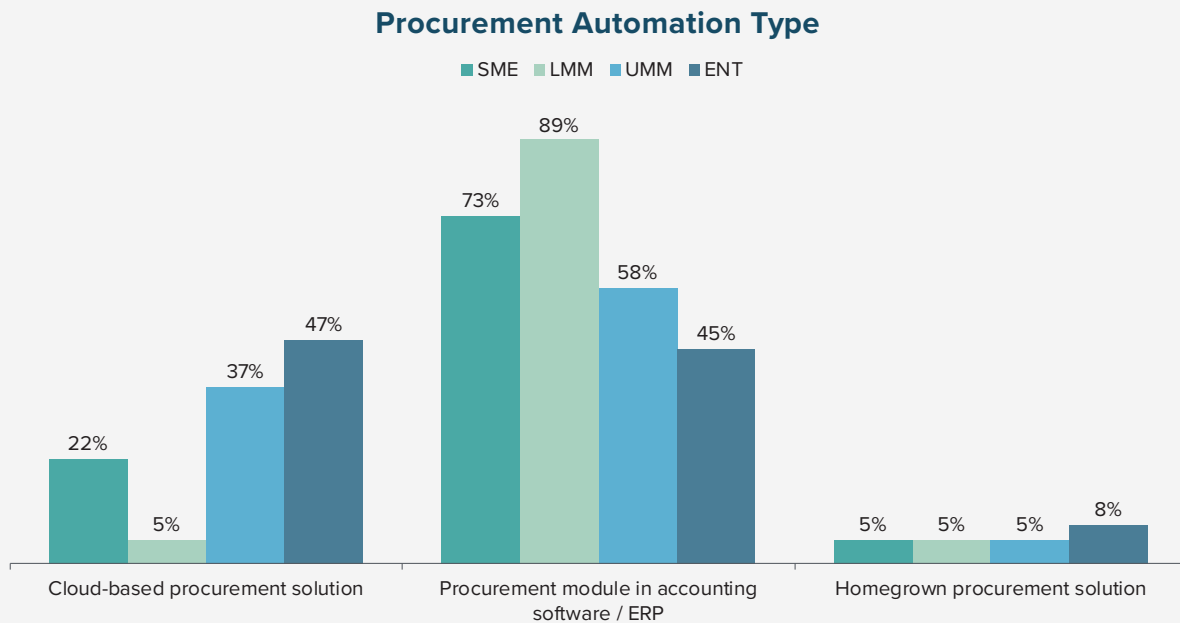 Procurement Automation Type
SME LMM UMM ENT
22%
5%
37%
47%
73%
89%
58%
45%
5%
5%
5%
8%
Cloud-based procurement solution
Procurement module in accounting
software / ERP
Homegrown procurement solution